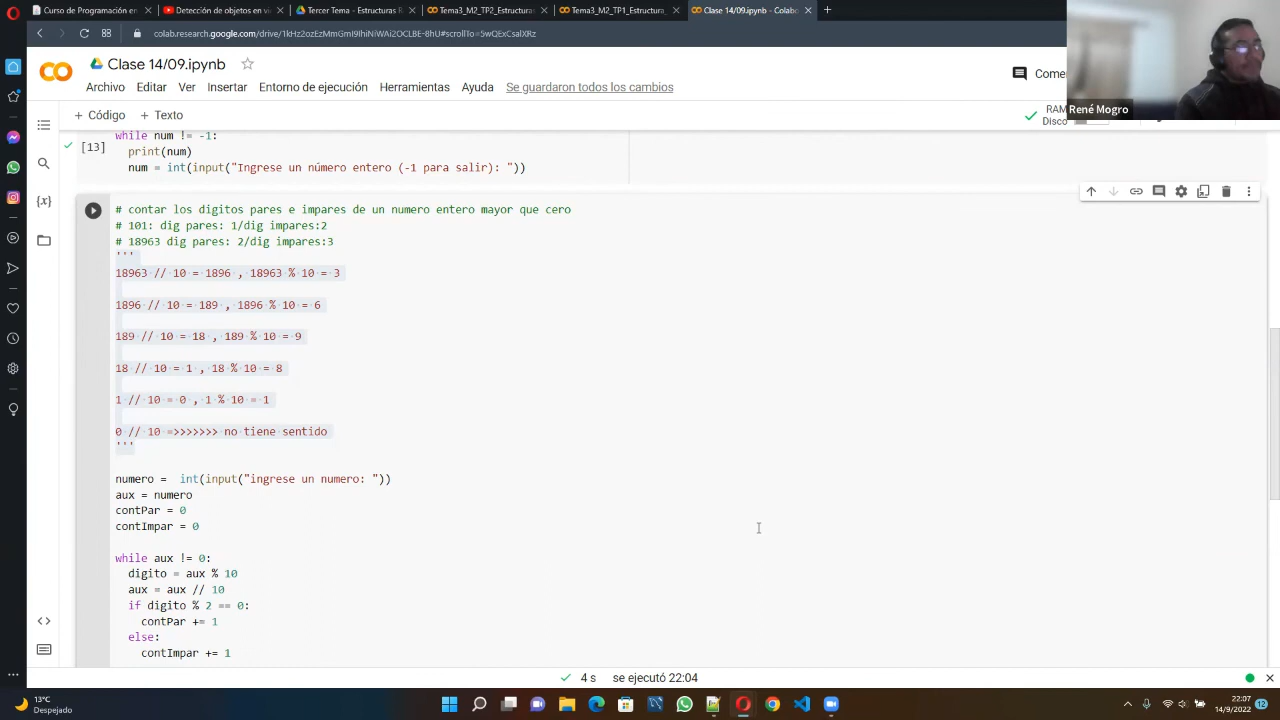 Curso de Programación en
Detección de objetos en vi
Tercer Tema - Estructuras R
Tema3_M2_TP2_Estructura
Tema3_M2_TP1_Estructura_
Clase 14/09.ipynb - Colabo
Clase 14/09.ipynb
Archivo Editar Ver Insertar Entorno de ejecución Herramientas Ayuda Se guardaron todos los cambios
Come
René Mogro
+ Código + Texto
RAM
Disco
[13]
while num != -1:
print(num)
num = int(input("Ingrese un número entero (-1 para salir): "))
{x}
# contar los digitos pares e impares de un numero entero mayor que cero
# 101: dig pares: 1/dig impares:2
# 18963 dig pares: 2/dig impares:3
'''
18963 // 10 = 1896 , 18963 % 10 = 3
1896 // 10 = 189 , 1896 % 10 = 6
189 // 10 = 18 , 189 % 10 = 9
18 // 10 = 1 , 18 % 10 = 8
1 // 10 = 0 , 1 % 10 = 1
0 // 10 =>>>>>>> no tiene sentido
'''
numero = int(input("ingrese un numero: "))
aux = numero
contPar = 0
contImpar = 0
while aux != 0:
digito = aux % 10
aux = aux // 10
if digito % 2 == 0:
contPar += 1
else:
contImpar += 1
4 s se ejecutó 22:04
13°C
Despejado
22:07
14/9/2022
12